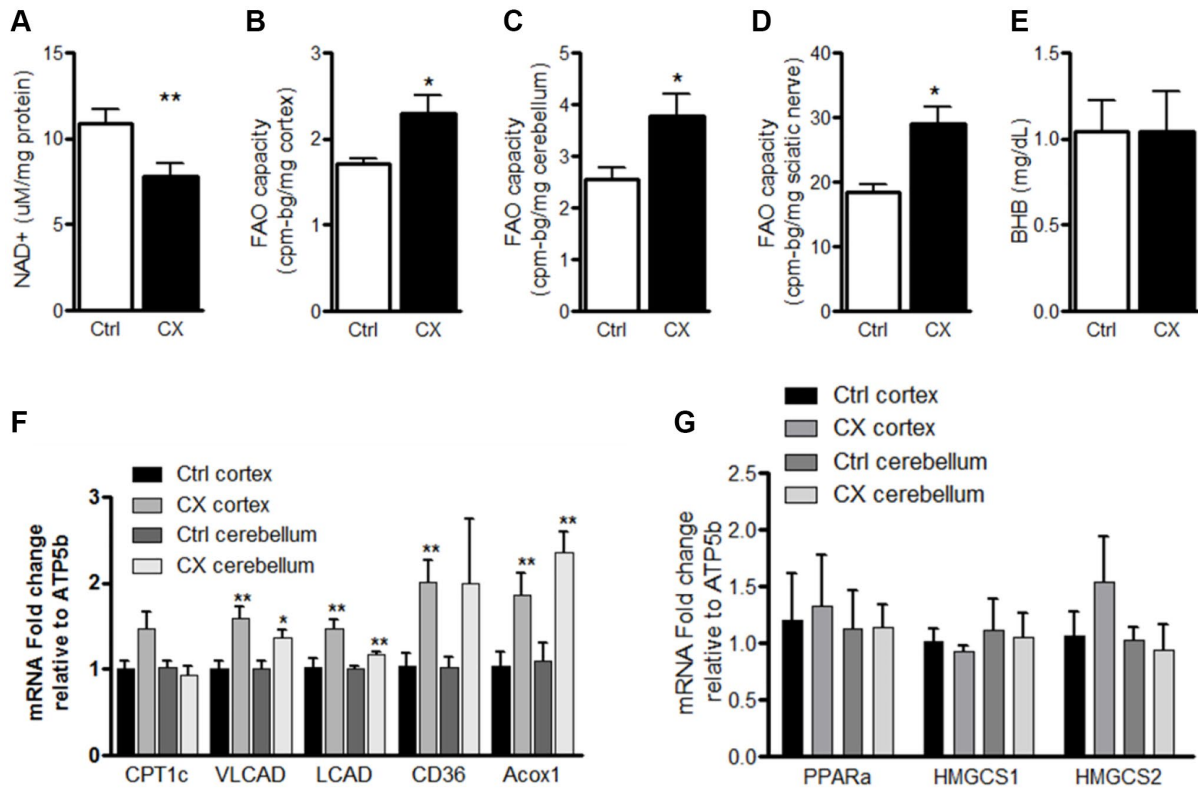 A
B
C
D
E
NAD+ (uM/mg protein)
15
10
5
0
**
Ctrl
CX
FAO capacity
(cpm-bg/mg cortex)
3
2
1
0
*
Ctrl
CX
FAO capacity
(cpm-bg/mg cerebellum)
5
4
3
2
1
0
*
Ctrl
CX
FAO capacity
(cpm-bg/mg sciatic nerve)
40
30
20
10
0
*
Ctrl
CX
BHB (mg/dL)
1.5
1.0
0.5
0.0
Ctrl
CX
F
Ctrl cortex
CX cortex
Ctrl cerebellum
CX cerebellum
mRNA Fold change
relative to ATP5b
3
2
1
0
**
*
**
**
**
**
**
CPT1c
VLCAD
LCAD
CD36
Acox1
G
Ctrl cortex
CX cortex
Ctrl cerebellum
CX cerebellum
mRNA Fold change
relative to ATP5b
2.5
2.0
1.5
1.0
0.5
0.0
PPARa
HMGCS1
HMGCS2